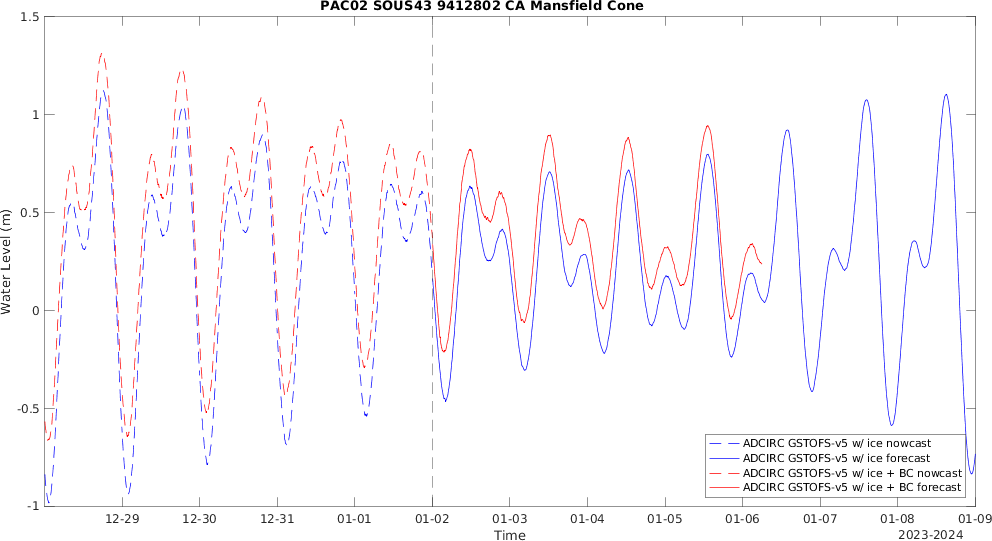 PAC02 SOUS43 9412802 CA Mansfield Cone
Water Level (m)
1.5
1
0.5
0
-0.5
-1
12-29
12-30
12-31
01-01
01-02
01-03
01-04
01-05
01-06
01-07
01-08
01-09
Time
2023-2024
ADCIRC GSTOFS-v5 w/ ice nowcast
ADCIRC GSTOFS-v5 w/ ice forecast
ADCIRC GSTOFS-v5 w/ ice + BC nowcast
ADCIRC GSTOFS-v5 w/ ice + BC forecast